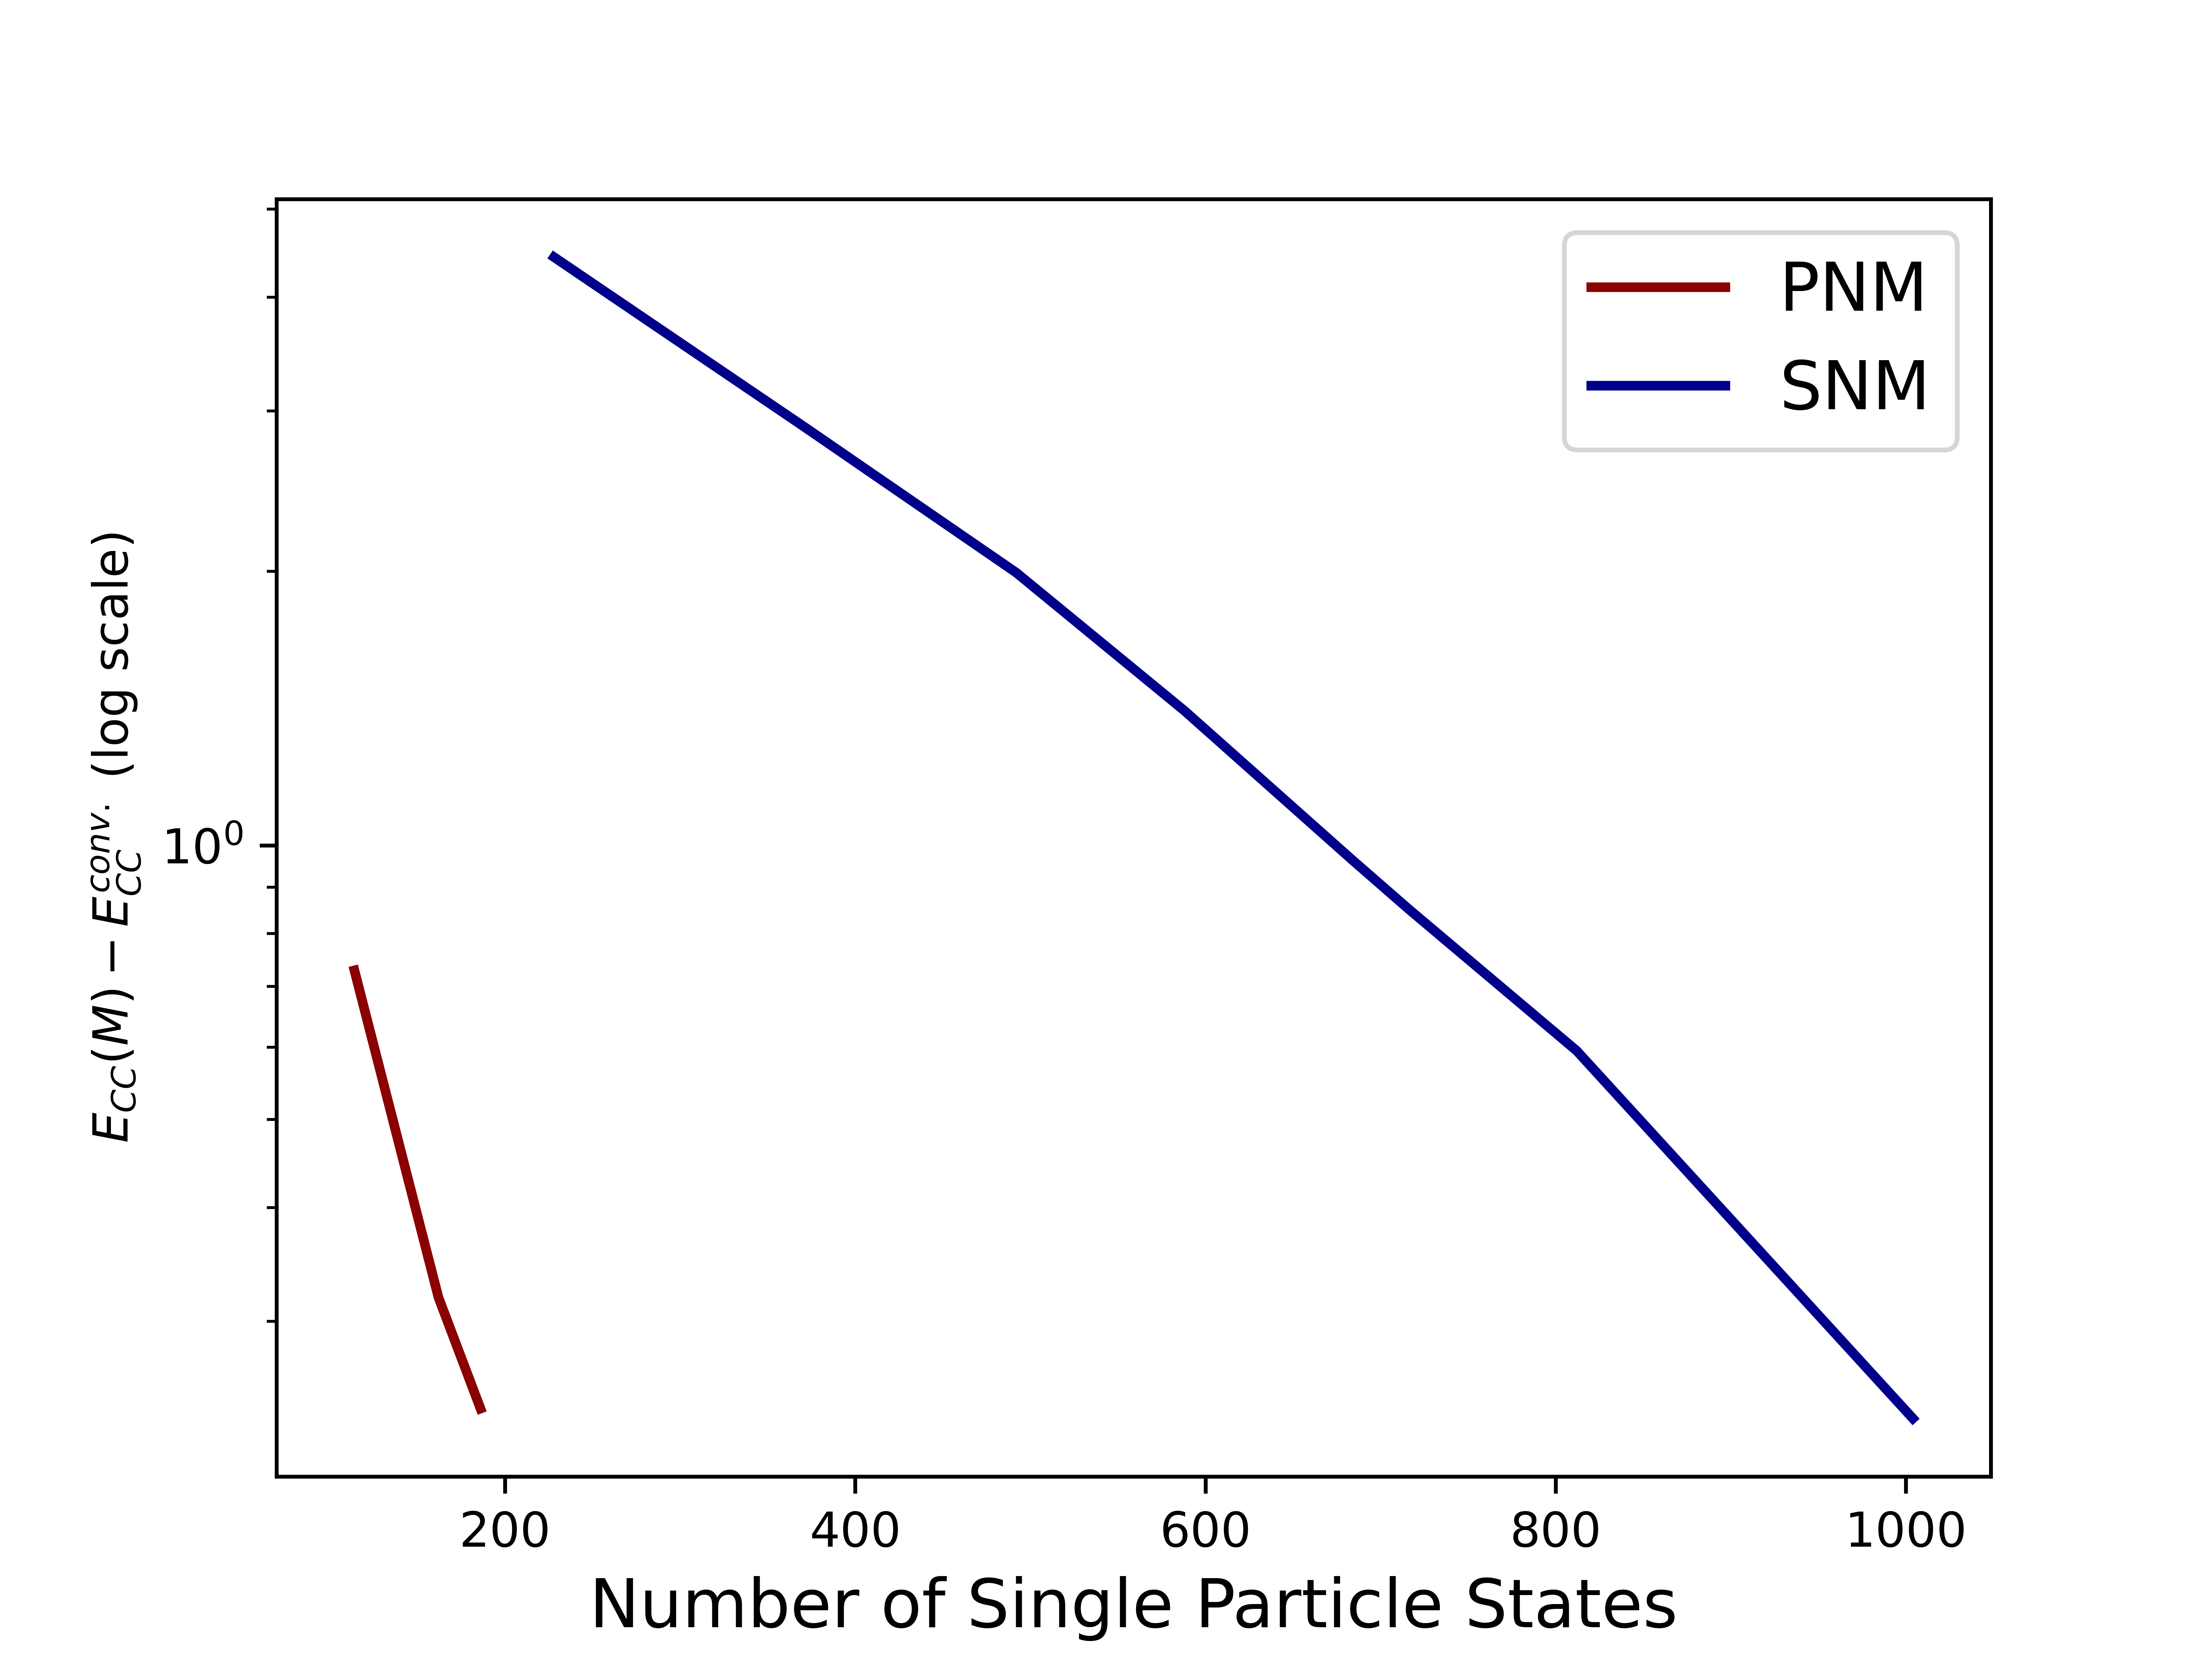 PNM
SNM
$E_{CC}(M) - E_{CC}^{conv.}$ (log scale)
$10^0$
200 400 600 800 1000
Number of Single Particle States